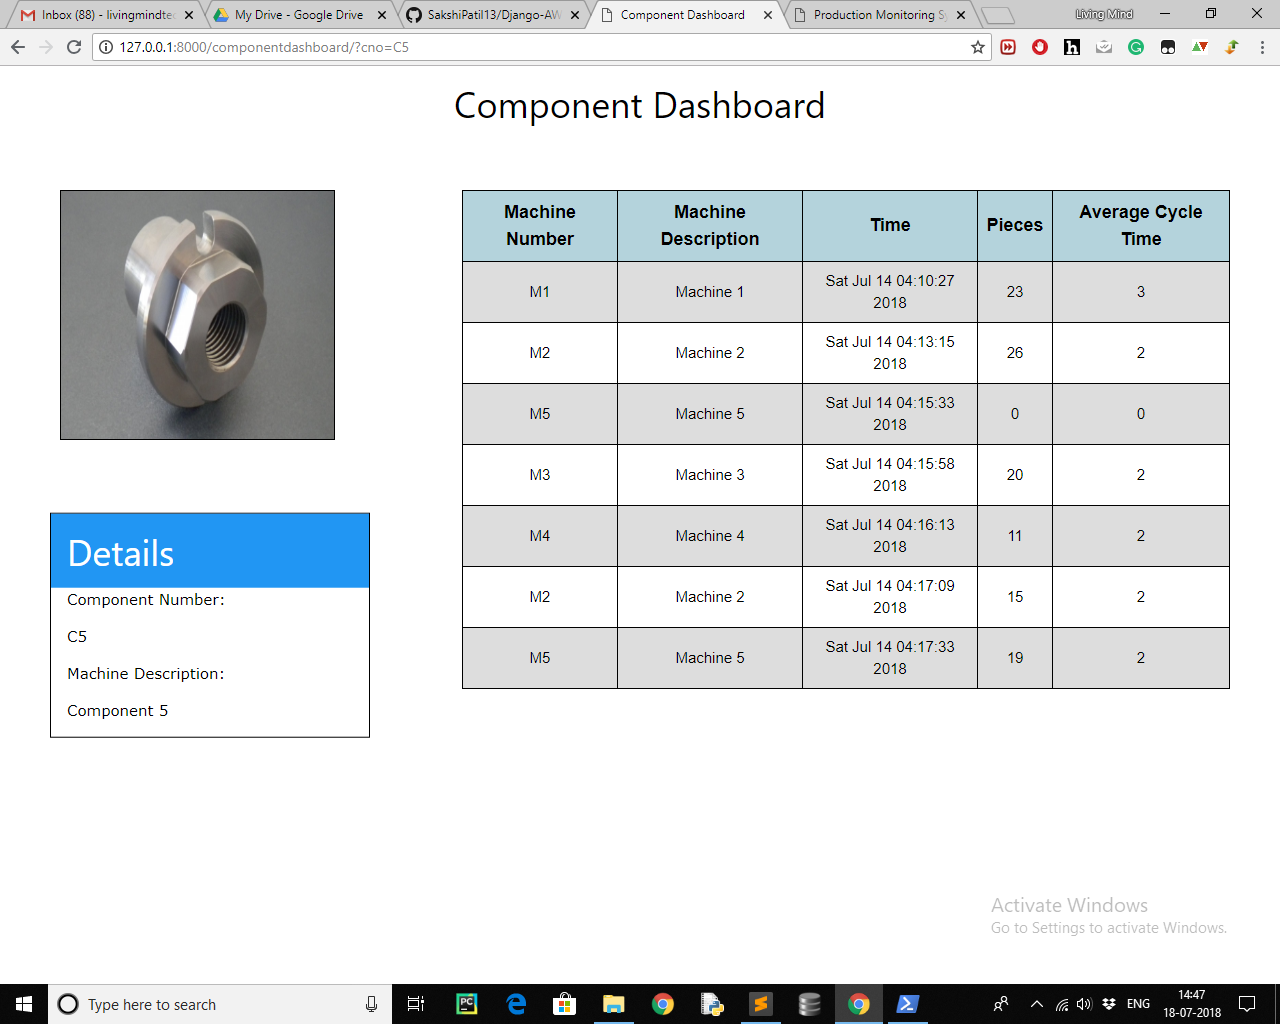 Inbox (88) - livingmindtec
My Drive - Google Drive
SakshiPatil13/Django-AW
Component Dashboard
Production Monitoring Sy
Living Mind
127.0.0.1:8000/componentdashboard/?cno=C5
Component Dashboard
Machine Number
Machine Description
Time
Pieces
Average Cycle Time
M1
Machine 1
Sat Jul 14 04:10:27
2018
23
3
M2
Machine 2
Sat Jul 14 04:13:15
2018
26
2
M5
Machine 5
Sat Jul 14 04:15:33
2018
0
0
M3
Machine 3
Sat Jul 14 04:15:58
2018
20
2
M4
Machine 4
Sat Jul 14 04:16:13
2018
11
2
M2
Machine 2
Sat Jul 14 04:17:09
2018
15
2
M5
Machine 5
Sat Jul 14 04:17:33
2018
19
2
Details
Component Number:
C5
Machine Description:
Component 5
Activate Windows
Go to Settings to activate Windows.
Type here to search
PC
ENG
14:47
18-07-2018